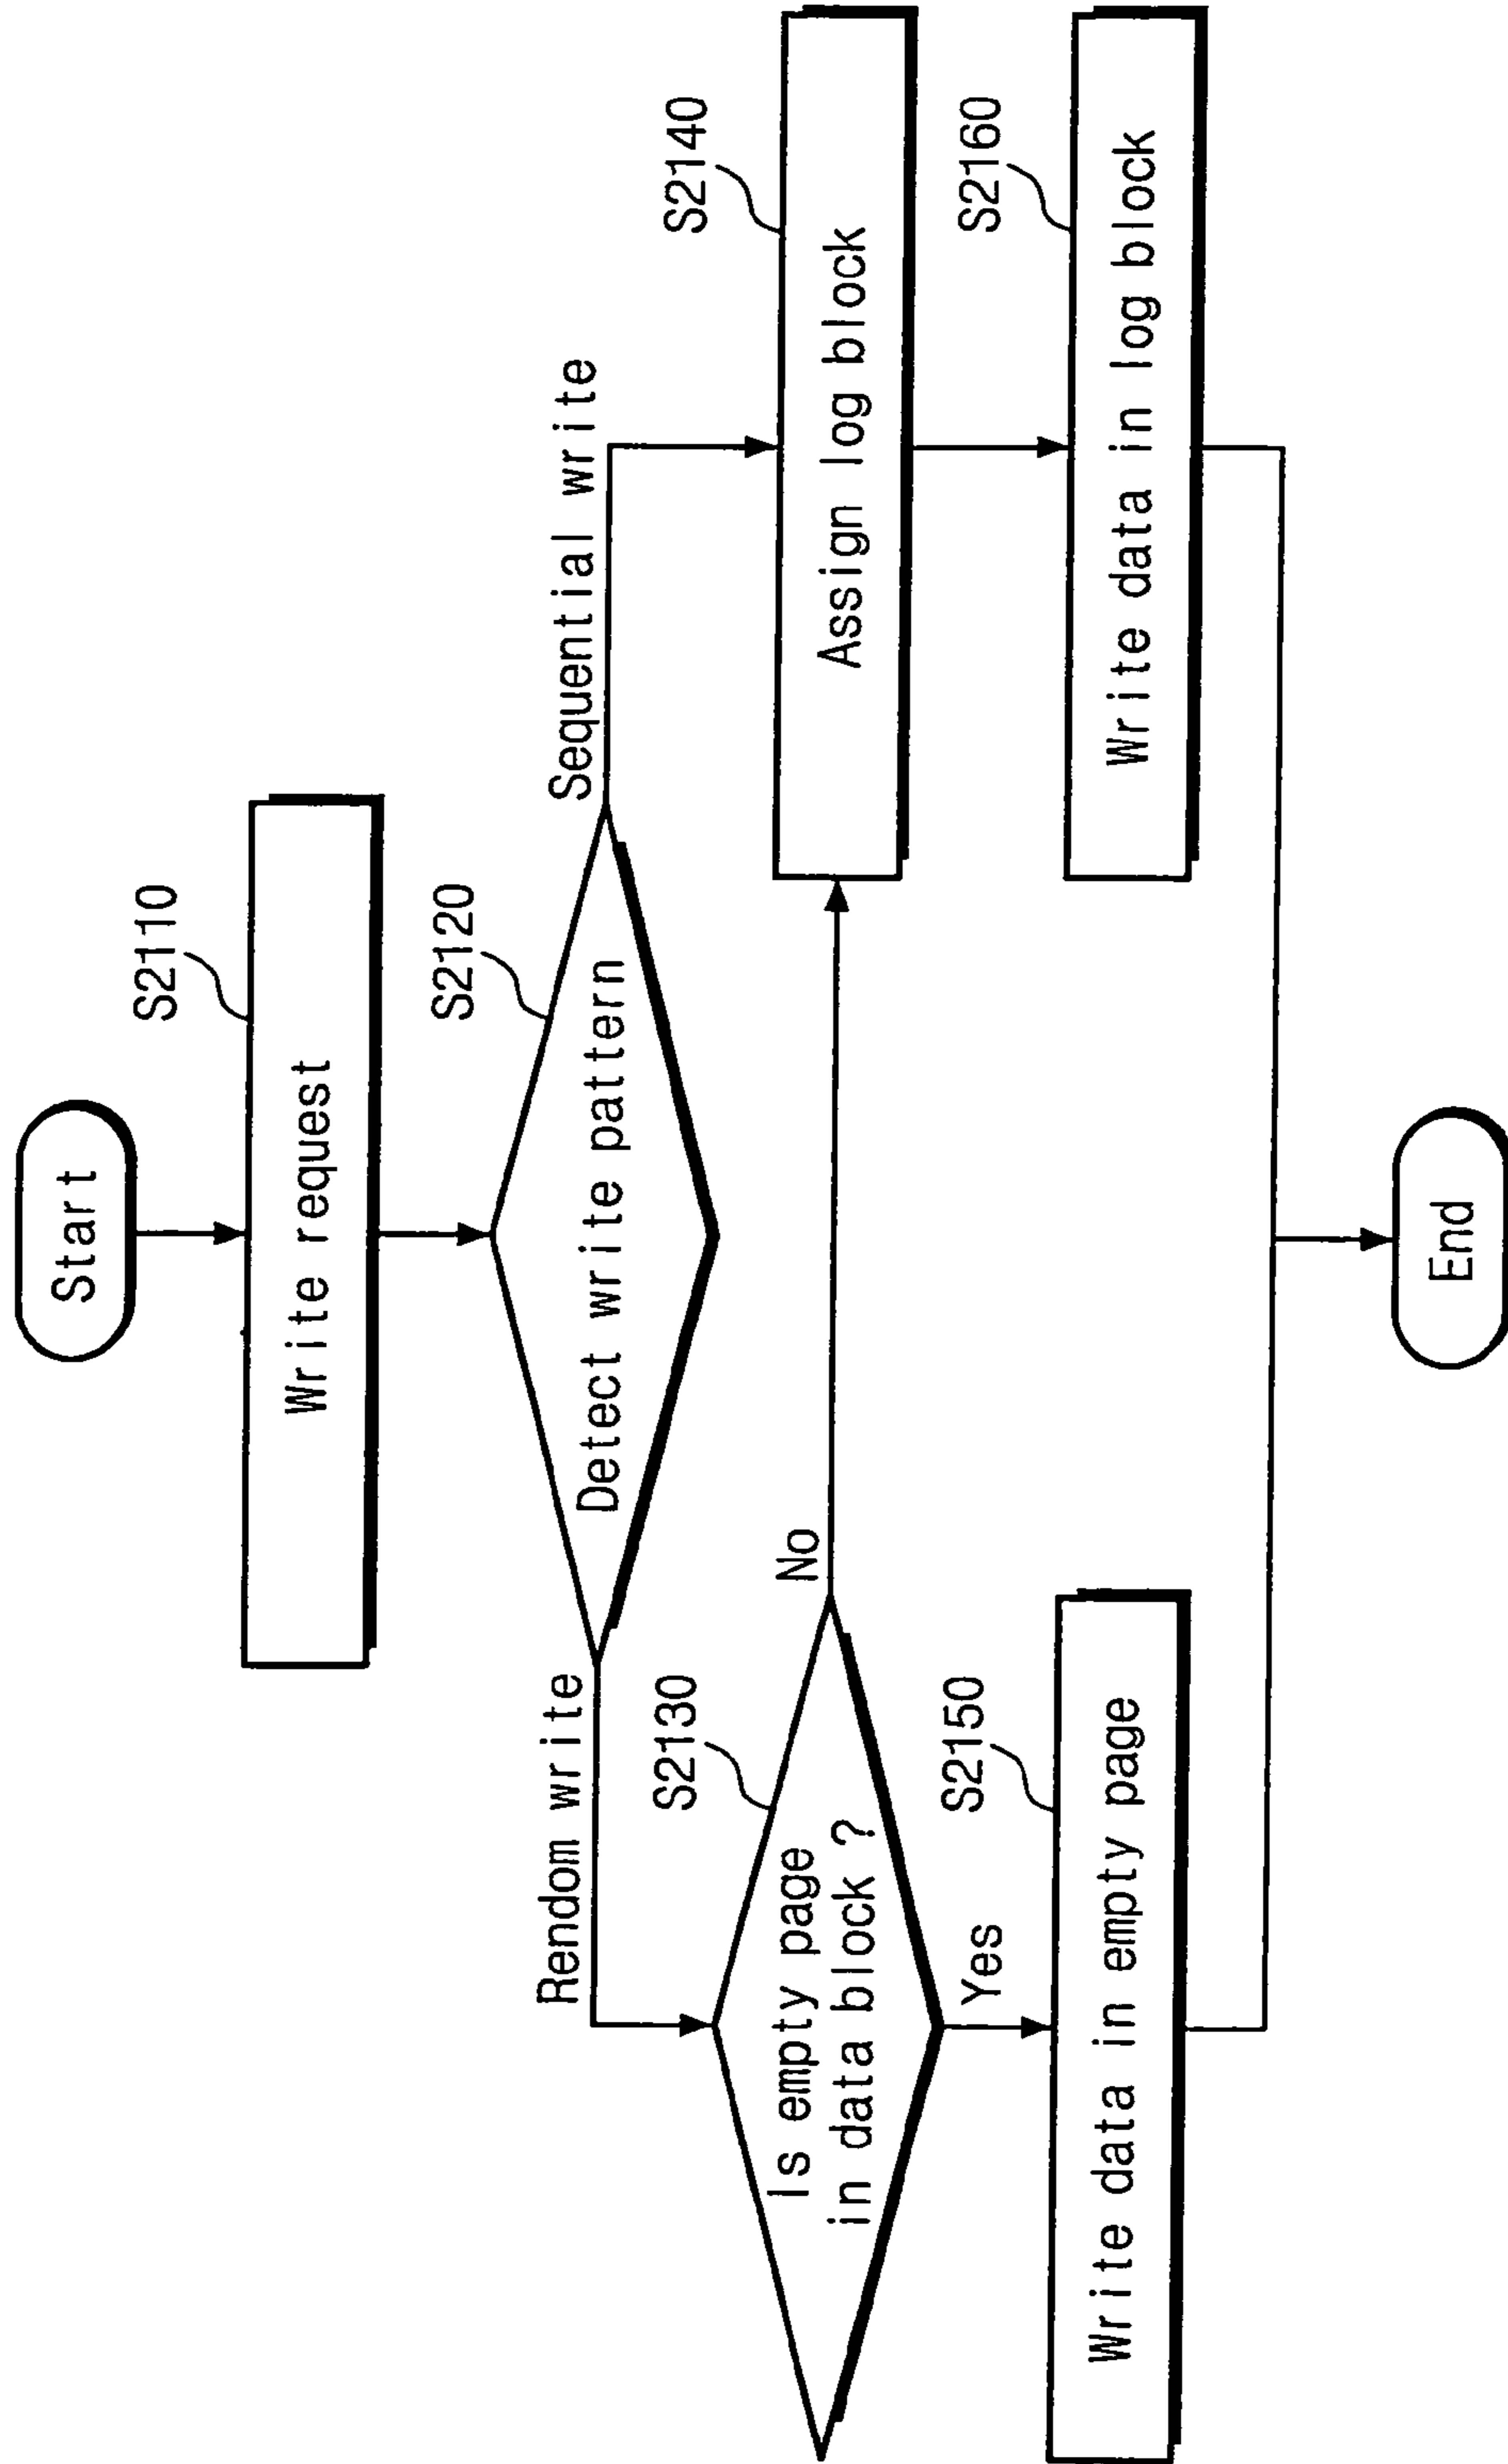 Start
S2110
Write request
S2120
Detect write pattern
Rendom write
Sequential write
S2130
Is empty page
in data block ?
No
Yes
S2140
Assign log block
S2150
Write data in empty page
S2160
Write data in log block
End